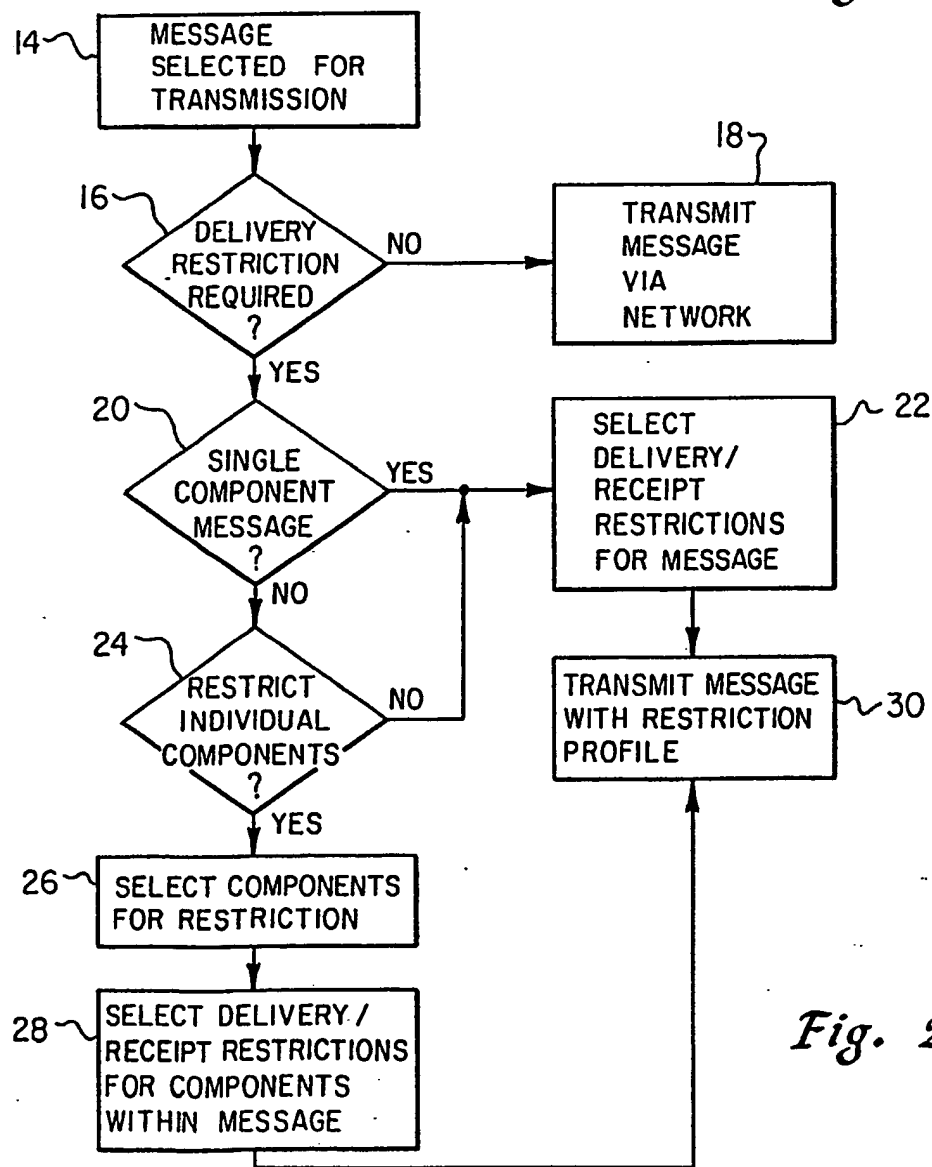 14
MESSAGE
SELECTED FOR
TRANSMISSION
16
DELIVERY
RESTRICTION
REQUIRED
?
NO
YES
18
TRANSMIT
MESSAGE
VIA
NETWORK
20
SINGLE
COMPONENT
MESSAGE
?
YES
NO
22
SELECT
DELIVERY/
RECEIPT
RESTRICTIONS
FOR MESSAGE
24
RESTRICT
INDIVIDUAL
COMPONENTS
?
NO
YES
TRANSMIT MESSAGE
WITH RESTRICTION
PROFILE
30
26
SELECT COMPONENTS
FOR RESTRICTION
28
SELECT DELIVERY/
RECEIPT RESTRICTIONS
FOR COMPONENTS
WITHIN MESSAGE
Fig. 2